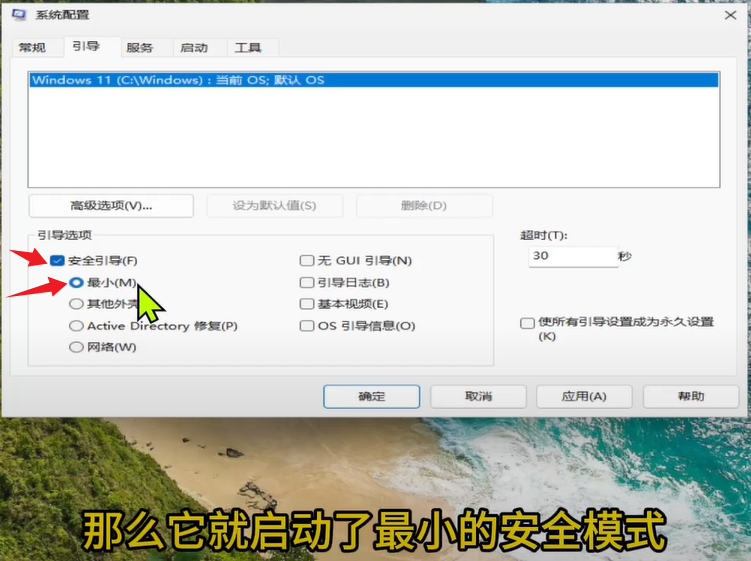 系统配置
常规 引导 服务 启动 工具
Windows 11 (C:\Windows) : 当前 OS; 默认 OS
高级选项(V)... 设为默认值(S) 删除(D)
引导选项
超时(T):
安全引导(F) 无 GUI 引导(N)
30 秒
最小(M) 引导日志(B)
其他外壳 基本视频(E)
Active Directory 修复(P) OS 引导信息(O)
使所有引导设置成为永久设置
(K)
网络(W)
确定 取消 应用(A) 帮助
那么它就启动了最小的安全模式